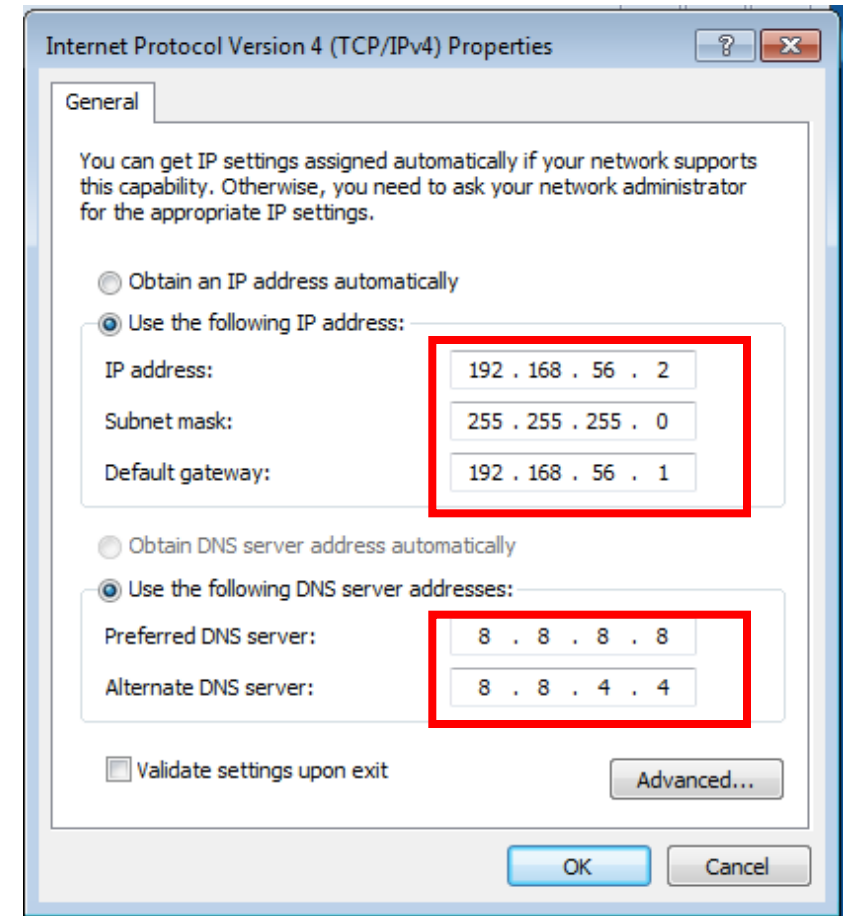 Internet Protocol Version 4 (TCP/IPv4) Properties
?
General
You can get IP settings assigned automatically if your network supports
this capability. Otherwise, you need to ask your network administrator
for the appropriate IP settings.
Obtain an IP address automatically
Use the following IP address:
IP address: 192 . 168 . 56 . 2
Subnet mask: 255 . 255 . 255 . 0
Default gateway: 192 . 168 . 56 . 1
Obtain DNS server address automatically
Use the following DNS server addresses:
Preferred DNS server: 8 . 8 . 8 . 8
Alternate DNS server: 8 . 8 . 4 . 4
Validate settings upon exit
Advanced...
OK Cancel